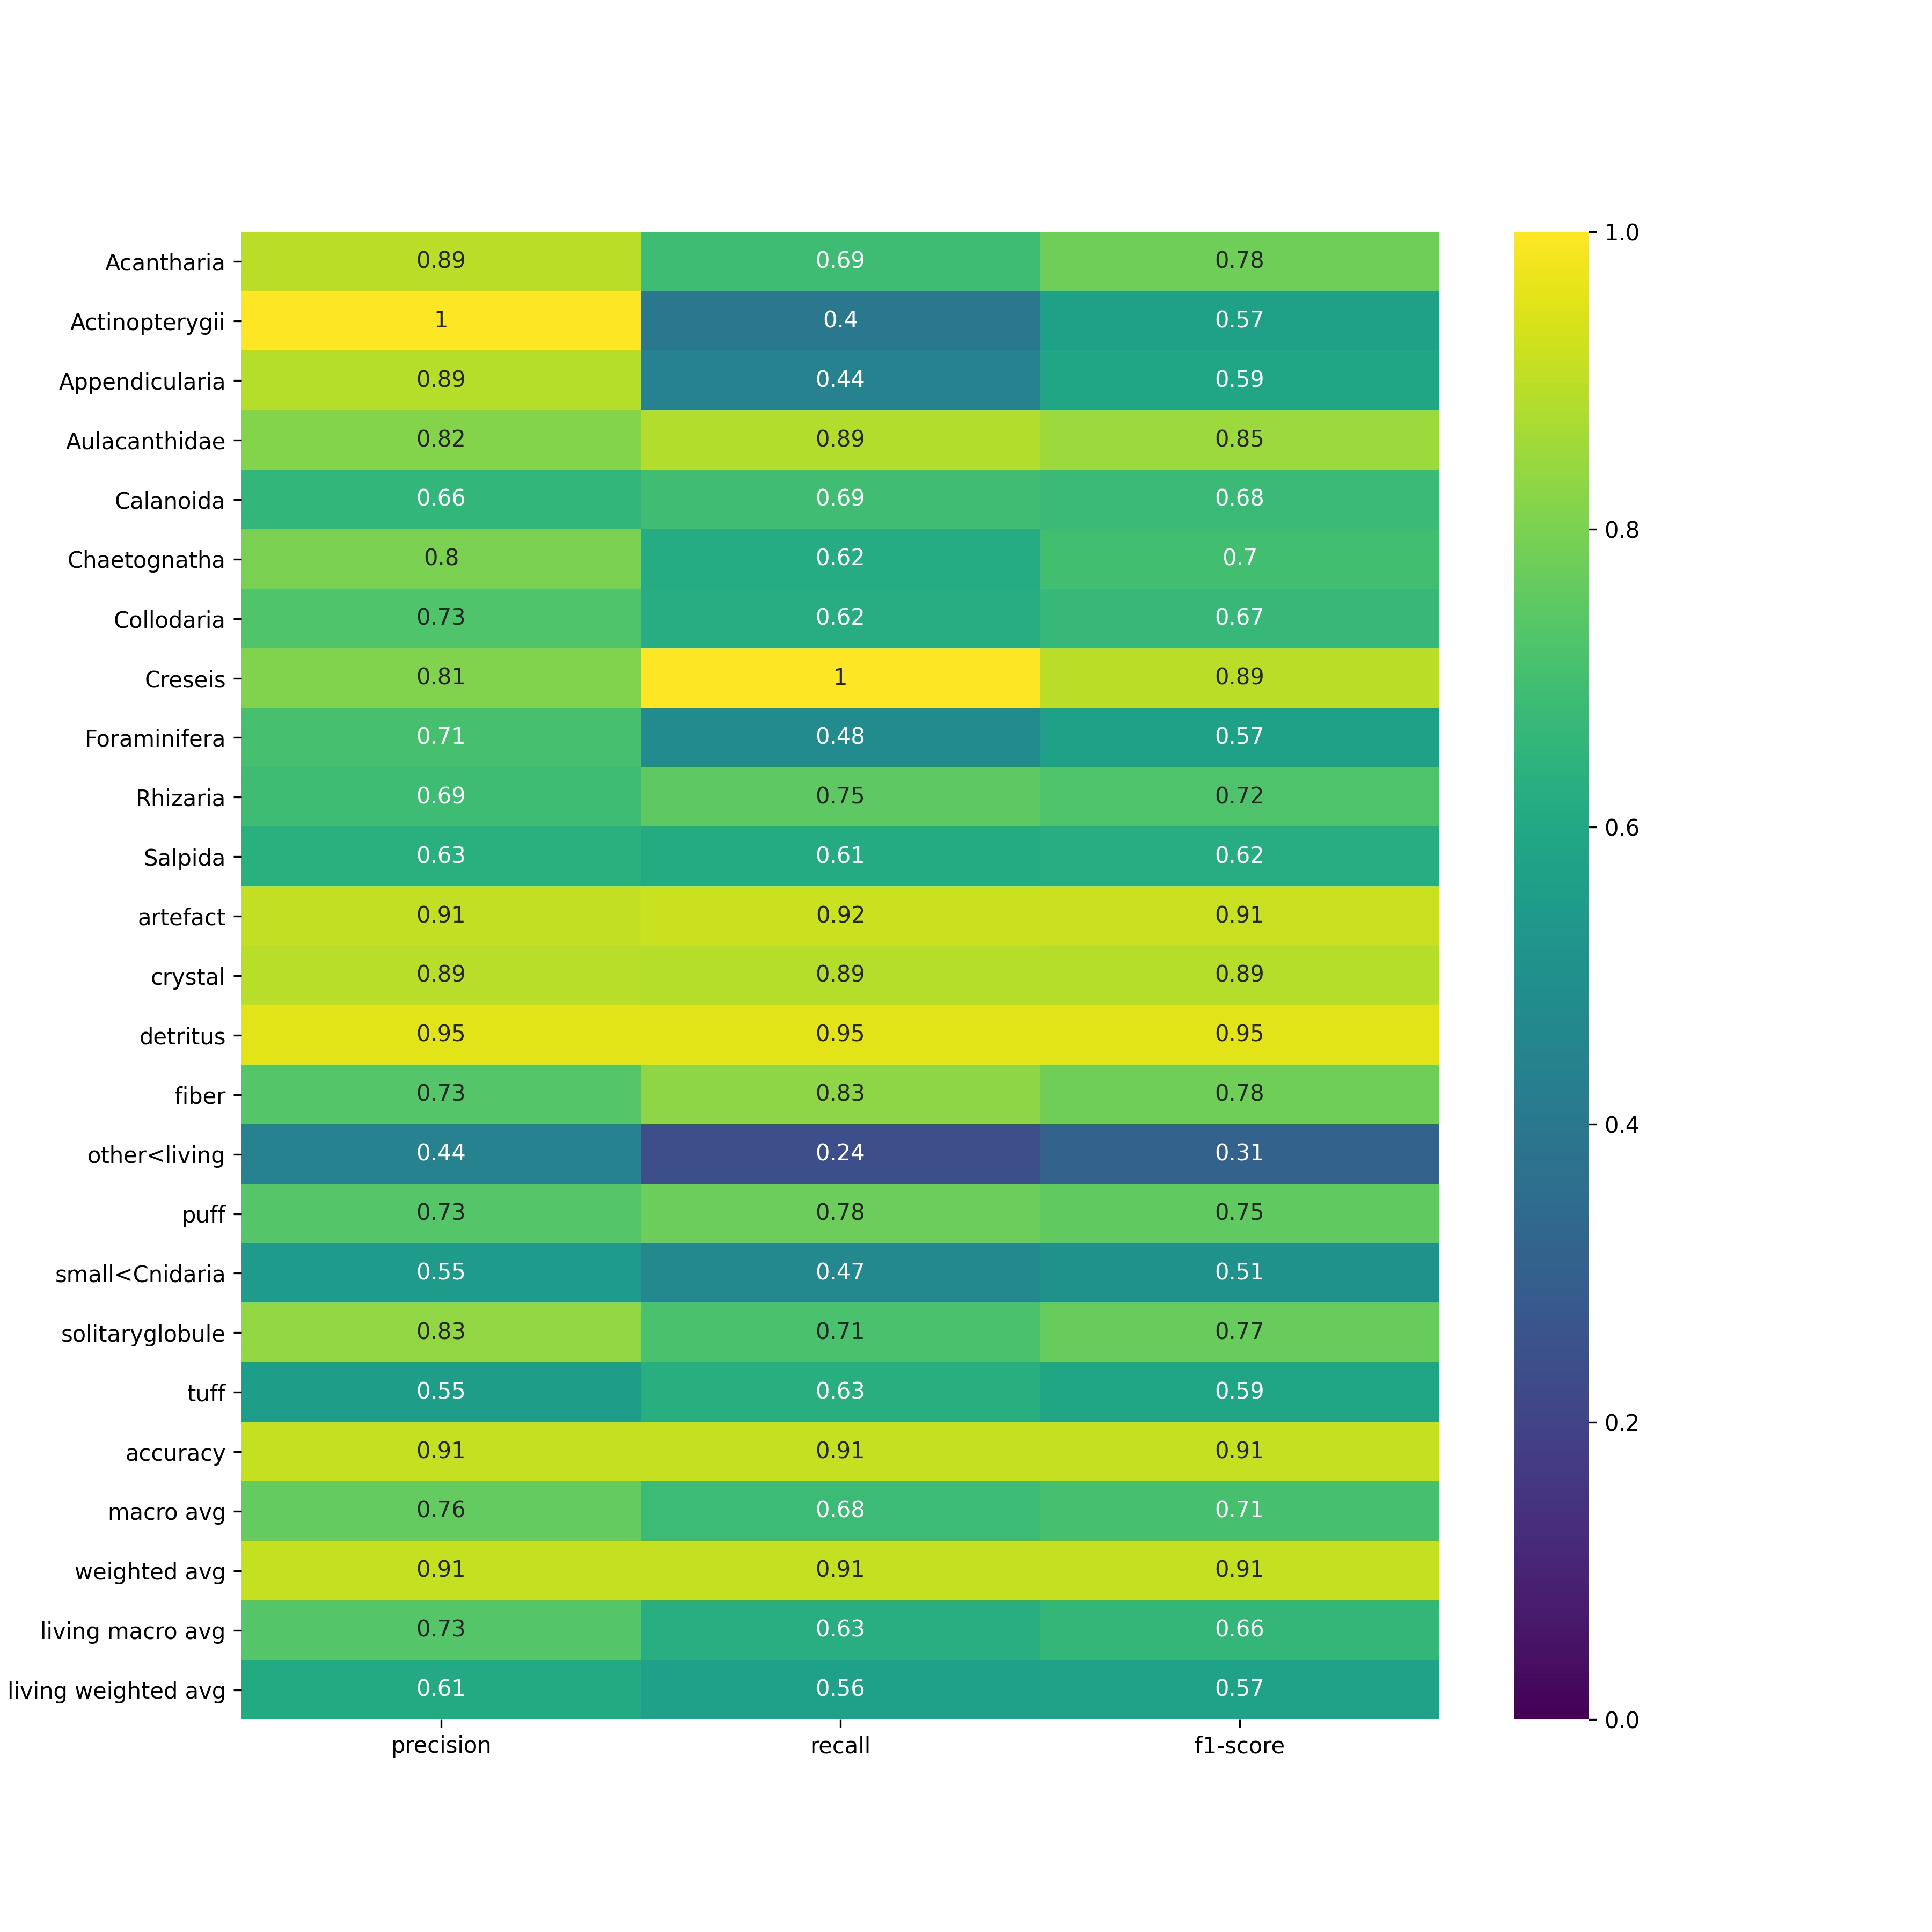 1.0
Acantharia 0.89 0.69 0.78
Actinopterygii 1 0.4 0.57
Appendicularia 0.89 0.44 0.59
Aulacanthidae 0.82 0.89 0.85
Calanoida 0.66 0.69 0.68
0.8
Chaetognatha 0.8 0.62 0.7
Collodaria 0.73 0.62 0.67
Creseis 0.81 1 0.89
Foraminifera 0.71 0.48 0.57
Rhizaria 0.69 0.75 0.72
0.6
Salpida 0.63 0.61 0.62
artefact 0.91 0.92 0.91
crystal 0.89 0.89 0.89
detritus 0.95 0.95 0.95
fiber 0.73 0.83 0.78
0.4
other<living 0.44 0.24 0.31
puff 0.73 0.78 0.75
small<Cnidaria 0.55 0.47 0.51
solitaryglobule 0.83 0.71 0.77
tuff 0.55 0.63 0.59
0.2
accuracy 0.91 0.91 0.91
macro avg 0.76 0.68 0.71
weighted avg 0.91 0.91 0.91
living macro avg 0.73 0.63 0.66
living weighted avg 0.61 0.56 0.57
0.0
precision recall f1-score